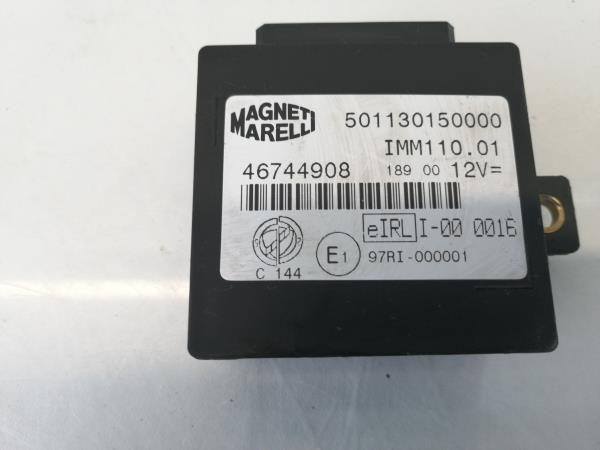 MAGNETI
MARELLI
501130150000
IMM110.01
46744908
189 00 12V=
eIRL I-00 0016
C 144
E1
97RI-000001